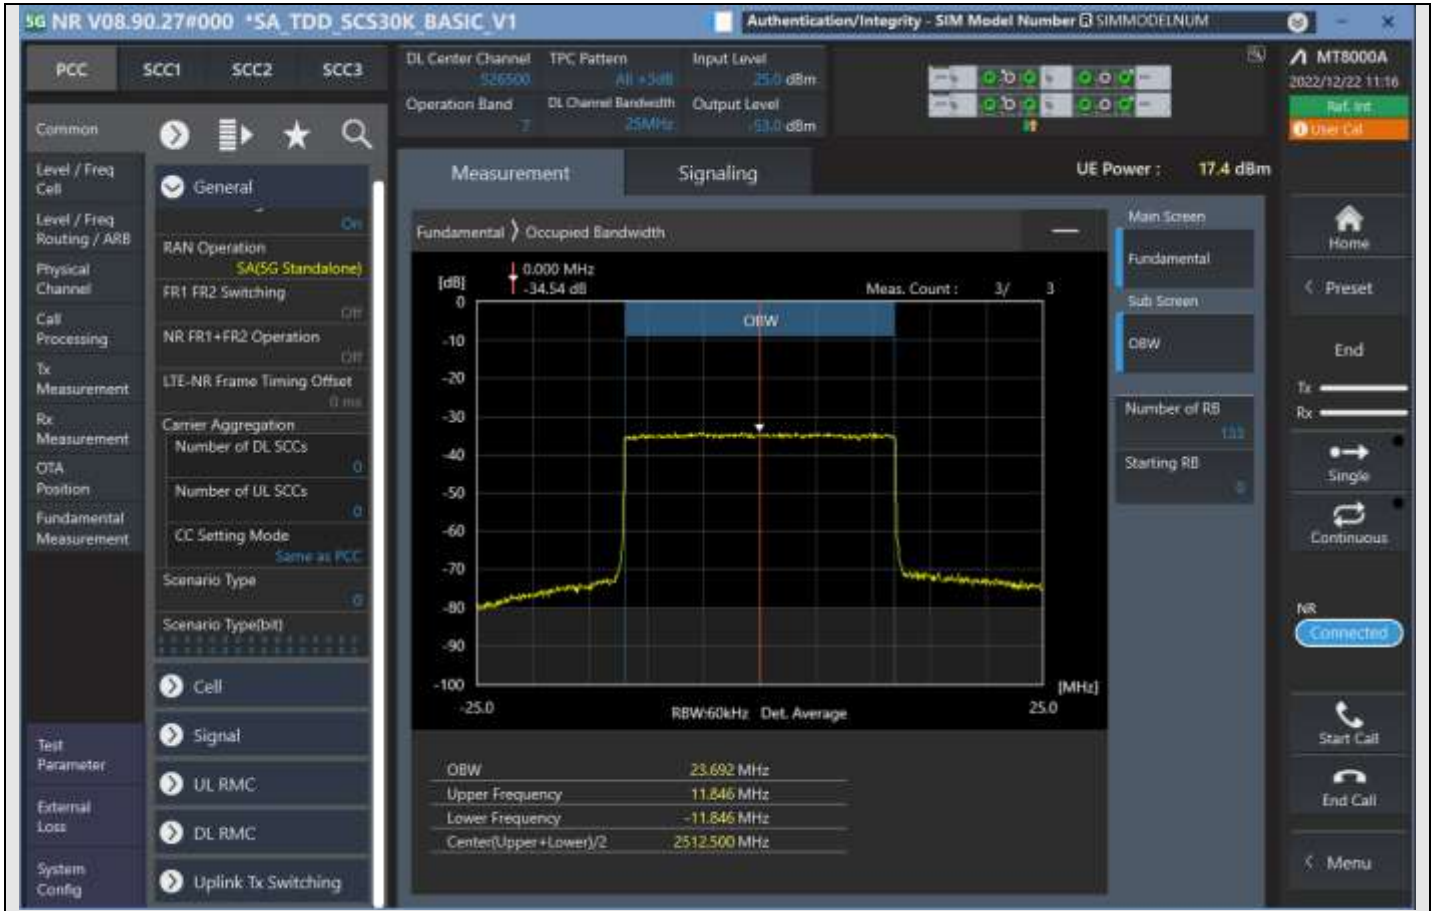 5G NR V08.90.27#000 *SA_TDD_SCS30K_BASIC_V1
Authentication/Integrity - SIM Model Number SIMMODELNUM
PCC SCC1 SCC2 SCC3
DL Center Channel
526500
TPC Pattern
All +3dB
Input Level
25.0 dBm
Operation Band
7
DL Channel Bandwidth
25MHz
Output Level
-53.0 dBm
MT8000A
2022/12/22 11:16
Ref. Int
User Cal
Common
Level / Freq
Cell
Level / Freq
Routing / ARB
Physical
Channel
Call
Processing
Tx
Measurement
Rx
Measurement
OTA
Position
Fundamental
Measurement
Test
Parameter
External
Loss
System
Config
General
On
RAN Operation
SA(5G Standalone)
FR1 FR2 Switching
Off
NR FR1+FR2 Operation
Off
LTE-NR Frame Timing Offset
0 ms
Carrier Aggregation
Number of DL SCCs
0
Number of UL SCCs
0
CC Setting Mode
Same as PCC
Scenario Type
0
Scenario Type(bit)
Cell
Signal
UL RMC
DL RMC
Uplink Tx Switching
Measurement Signaling
UE Power : 17.4 dBm
Fundamental Occupied Bandwidth
[dB]
0.000 MHz
-34.54 dB
Meas. Count : 3/ 3
OBW
0
-10
-20
-30
-40
-50
-60
-70
-80
-90
-100
[MHz]
-25.0 25.0
RBW:60kHz Det. Average
OBW 23.692 MHz
Upper Frequency 11.846 MHz
Lower Frequency -11.846 MHz
Center(Upper+Lower)/2 2512.500 MHz
Main Screen
Fundamental
Sub Screen
OBW
Number of RB
133
Starting RB
0
Home
Preset
End
Tx
Rx
Single
Continuous
NR
Connected
Start Call
End Call
Menu